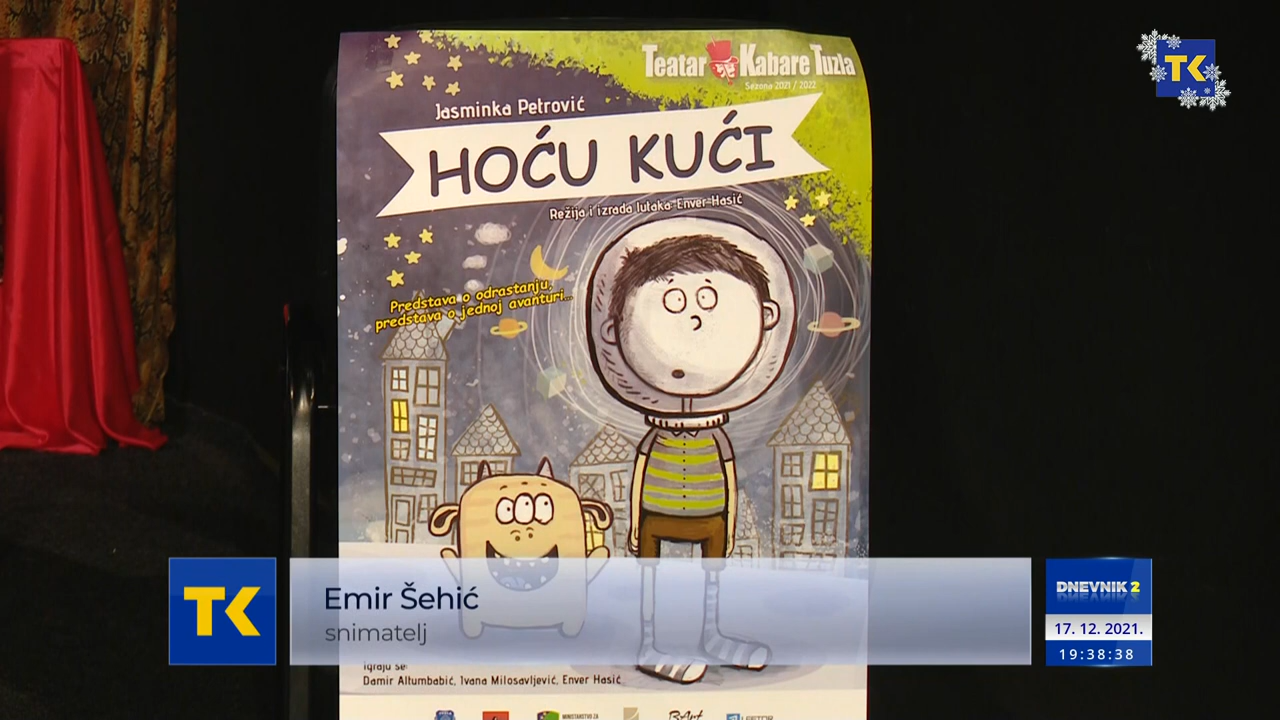 Teatar Kabare Tuzla
Sezona 2021 / 2022
TK
Jasminka Petrović
HOĆU KUĆI
Režija i izrada lutaka Enver Hasić
Predstava o odrastanju,
predstava o jednoj avanturi...
TK
Emir Šehić
snimatelj
DNEVNIK 2
17. 12. 2021.
19:38:38
Igraju se:
Damir Altumbabić, Ivana Milosavljević, Enver Hasić
MINISTARSTVO ZA